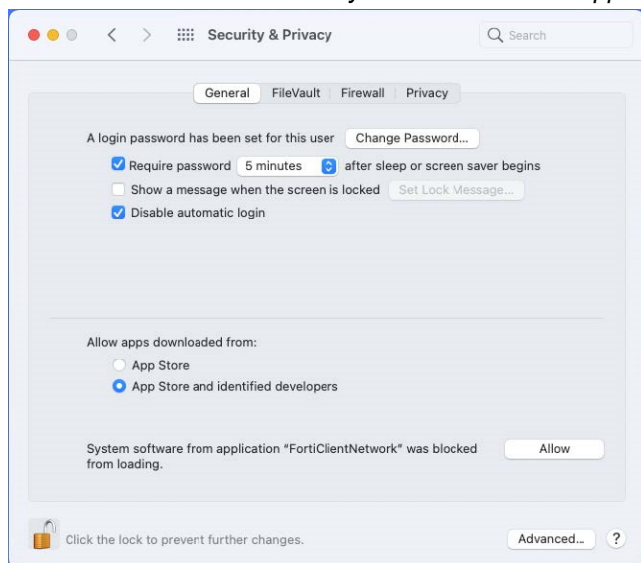 Security & Privacy
Search
General FileVault Firewall Privacy
A login password has been set for this user Change Password...
Require password 5 minutes after sleep or screen saver begins
Show a message when the screen is locked Set Lock Message...
Disable automatic login
Allow apps downloaded from:
App Store
App Store and identified developers
System software from application “FortiClientNetwork” was blocked Allow
from loading.
Click the lock to prevent further changes.
Advanced... ?